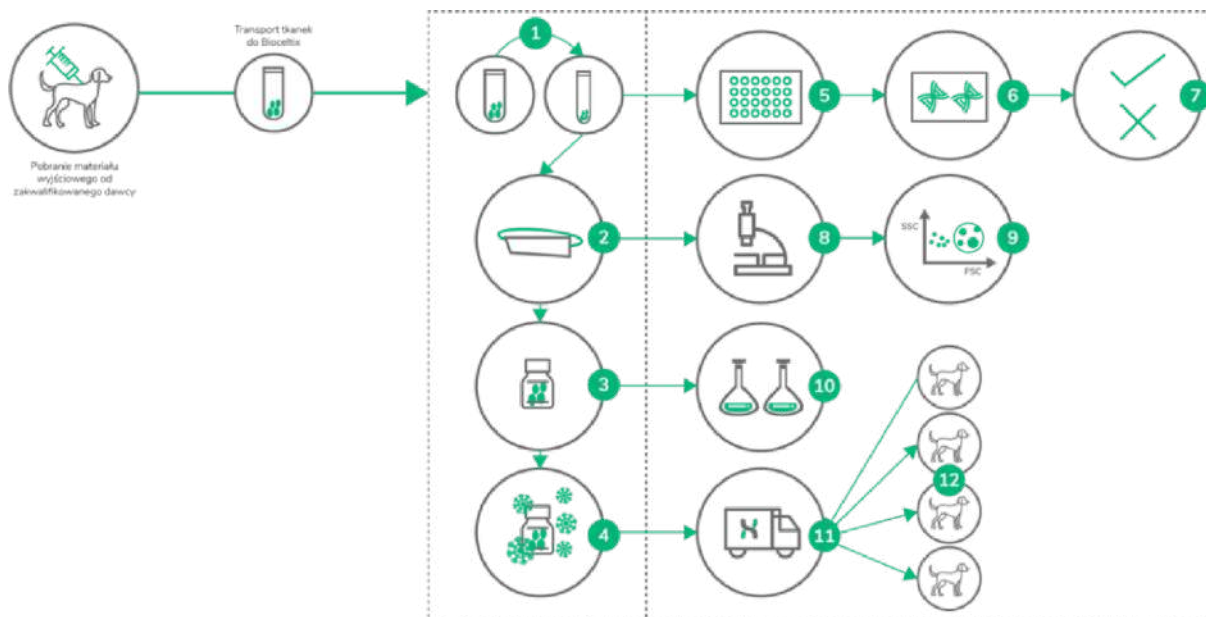 Transport tkanek
do Bioceltix
Pobranie materiału
wyjściowego od
zakwalifikowanego dawcy
1
5
6
7
2
8
SSC
FSC
9
3
10
12
4
11